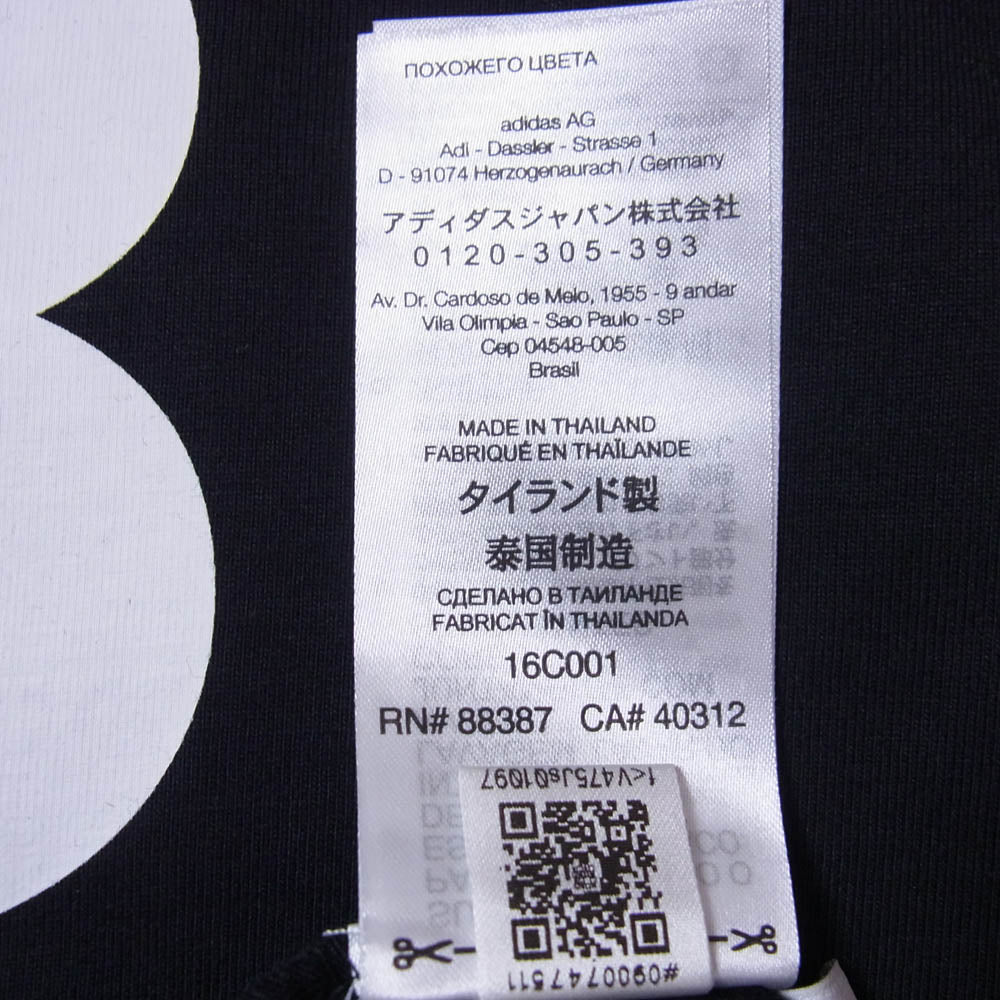 ПОХОЖЕГО ЦВЕТА
adidas AG
Adi - Dassler - Strasse 1
D - 91074 Herzogenaurach / Germany
アディダスジャパン株式会社
0120-305-393
Av. Dr. Cardoso de Melo, 1955 - 9 andar
Vila Olimpia - Sao Paulo - SP
Cep 04548-005
Brasil
MADE IN THAILAND
FABRIQUÉ EN THAÏLANDE
タイランド製
泰国制造
СДЕЛАНО В ТАИЛАНДЕ
FABRICAT ÎN THAILANDA
16C001
RN# 88387 CA# 40312
1<V475Js01097
#0900747511